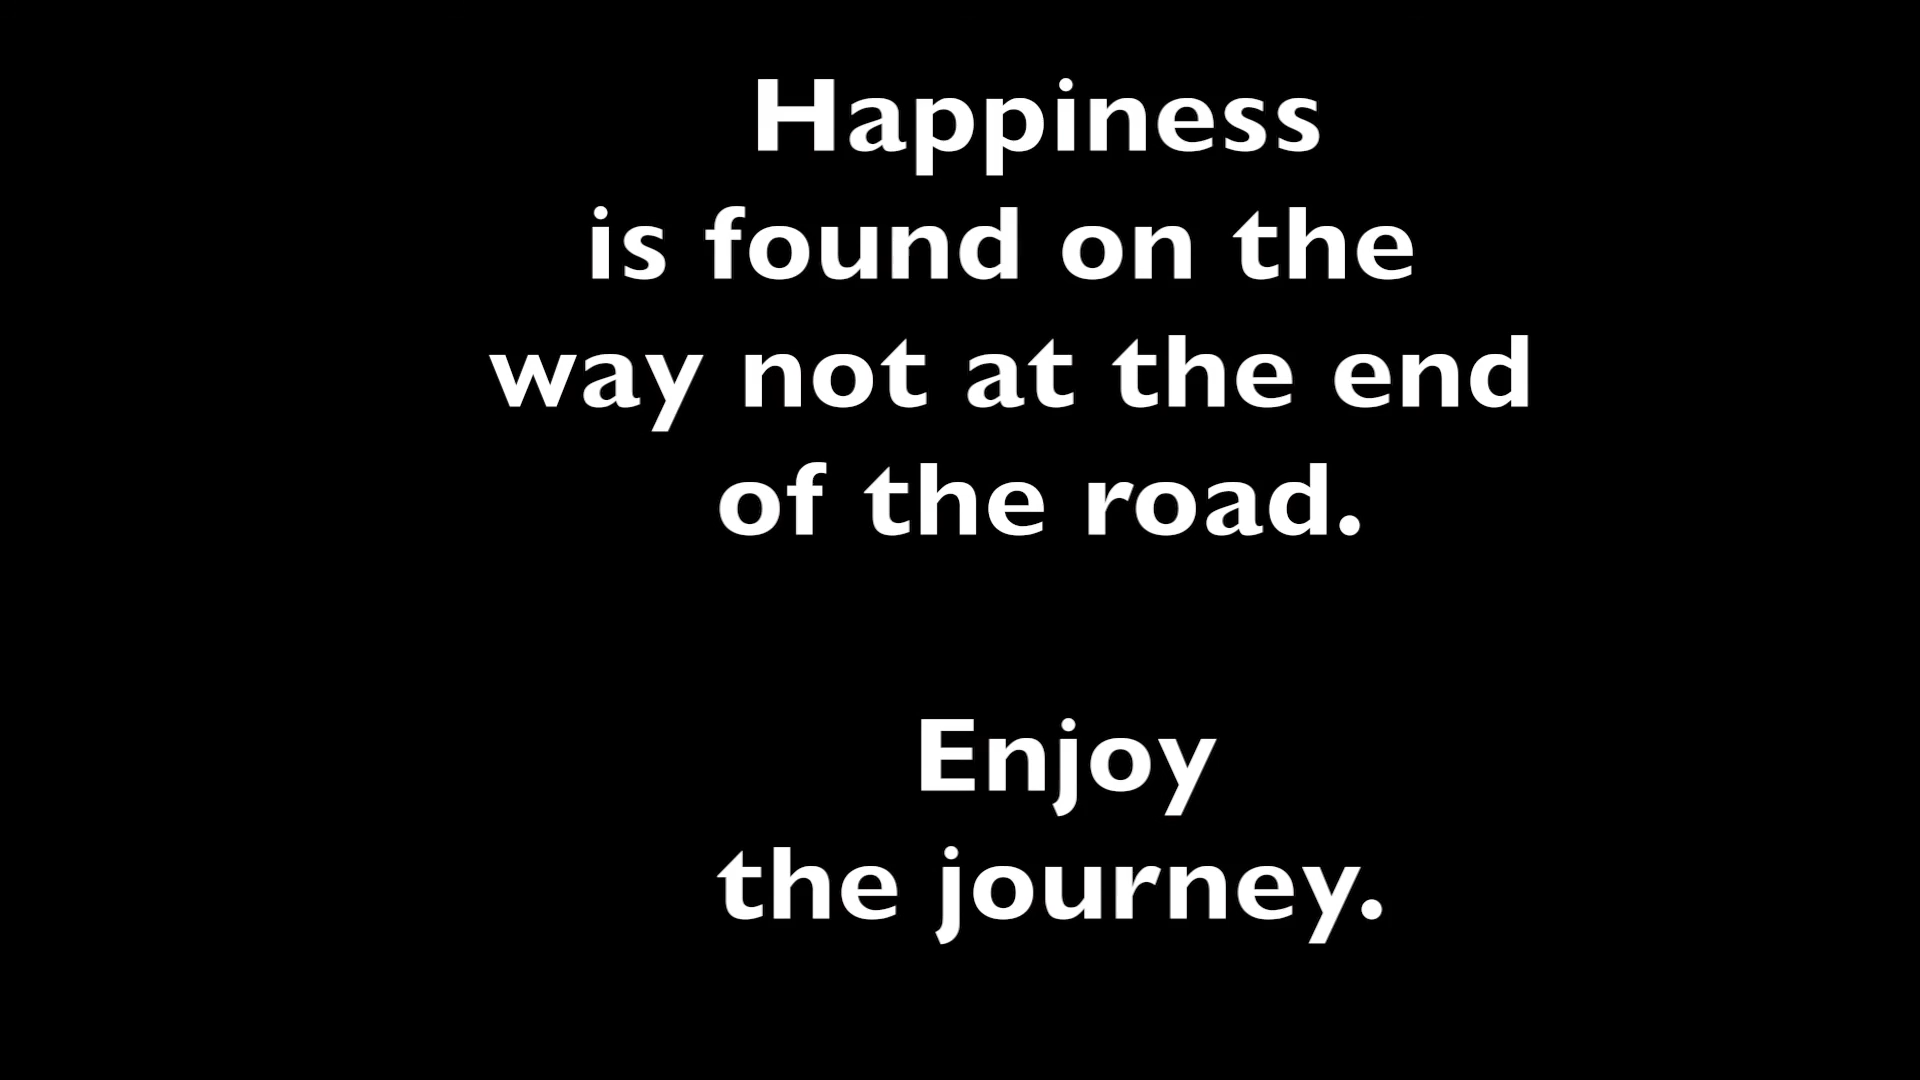 Happiness
is found on the
way not at the end
of the road.
Enjoy
the journey.